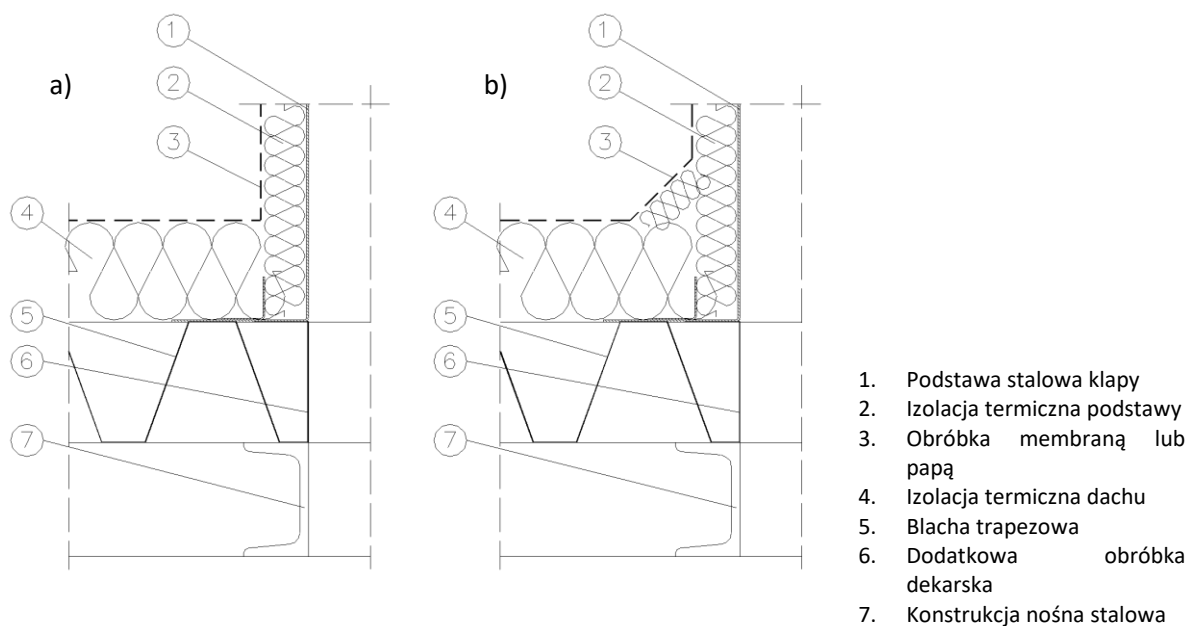 1
1
a)
2
b)
2
3
3
4
4
5
5
6
6
7
7
1. Podstawa stalowa klapy
2. Izolacja termiczna podstawy
3. Obróbka membraną lub
papą
4. Izolacja termiczna dachu
5. Blacha trapezowa
6. Dodatkowa obróbka
dekarska
7. Konstrukcja nośna stalowa